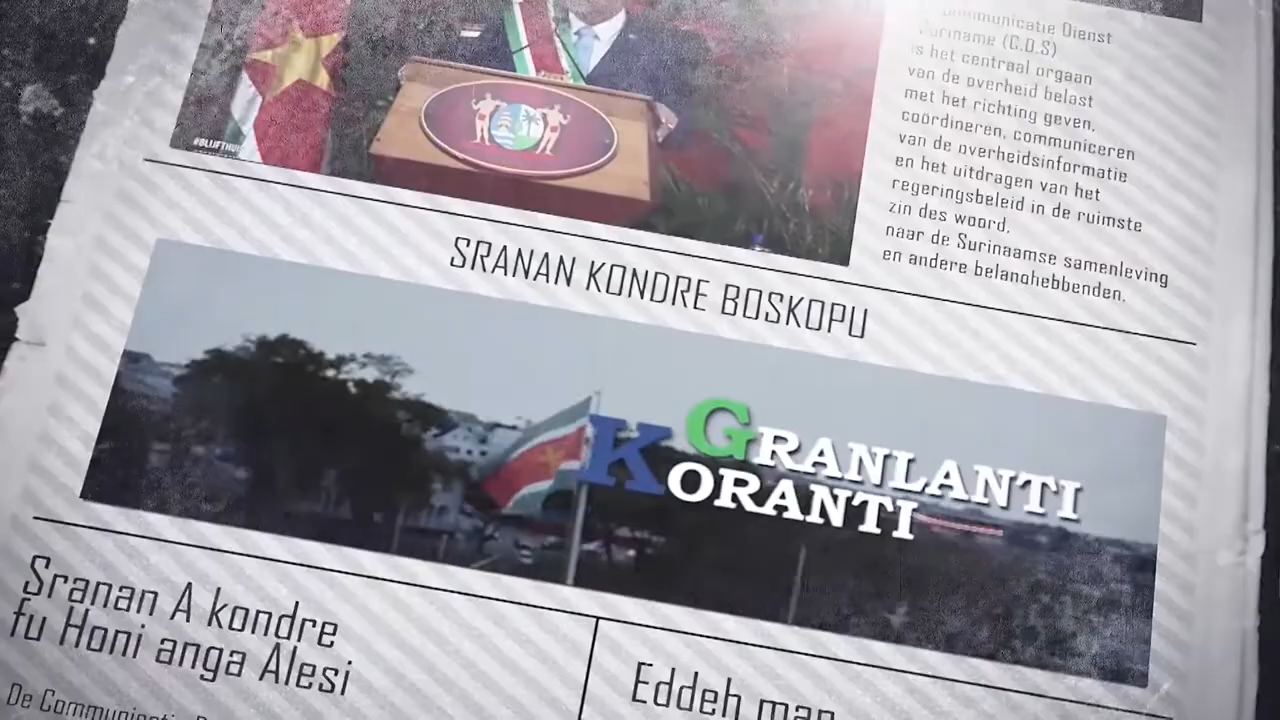 Communicatie Dienst
Suriname (C.D.S)
is het centraal orgaan
van de overheid belast
met het richting geven,
coördineren, communiceren
van de overheidsinformatie
en het uitdragen van het
regeringsbeleid in de ruimste
zin des woord,
naar de Surinaamse samenleving
en andere belanghebbenden.
SRANAN KONDRE BOSKOPU
GRANLANTI
KORANTI
Sranan A kondre
fu Honi anga Alesi
Eddeh man
De